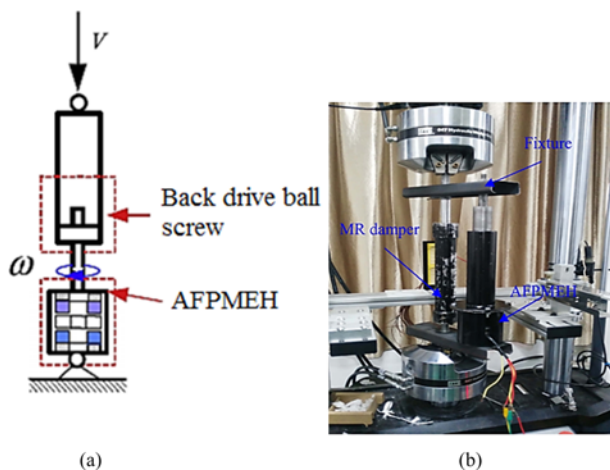 V
Back drive ball
screw
ω
AFPMEH
(a)
Fixture
MR damper
AFPMEH
(b)